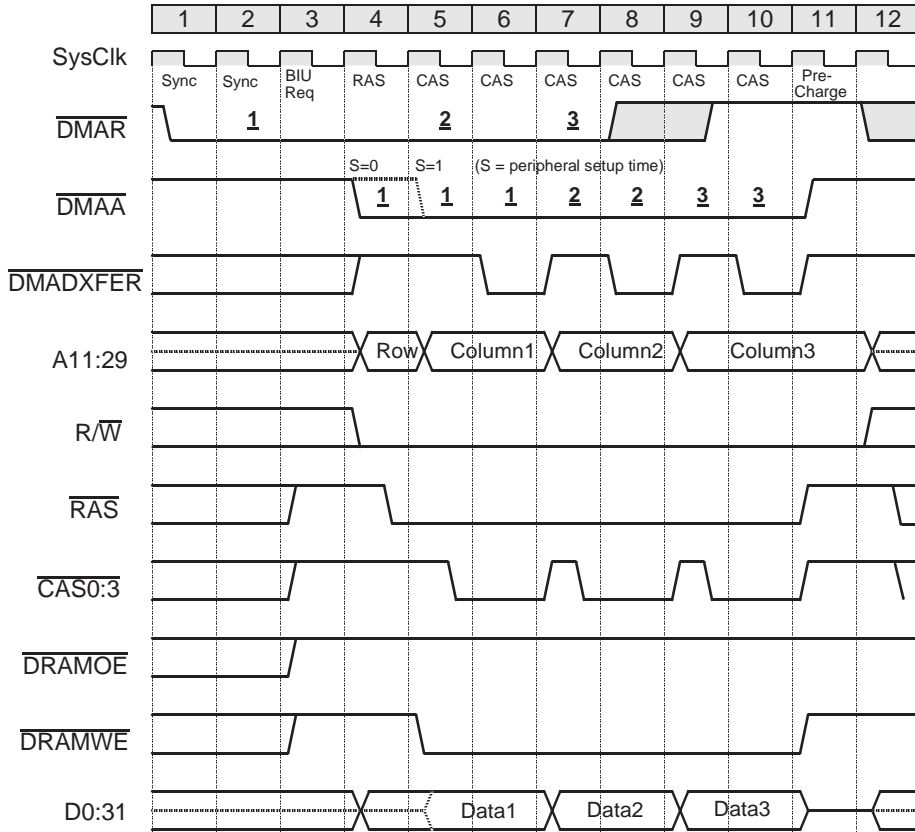 1 2 3 4 5 6 7 8 9 10 11 12
SysClk
Sync Sync BIU Req RAS CAS CAS CAS CAS CAS CAS Pre-Charge
DMAR 1 2 3
S=0 S=1 (S = peripheral setup time)
DMAA 1 1 1 2 2 3 3
DMADXFER
A11:29 Row Column1 Column2 Column3
R/W
RAS
CAS0:3
DRAMOE
DRAMWE
D0:31 Data1 Data2 Data3